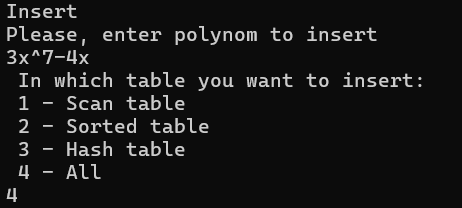 Insert
Please, enter polynom to insert
3x^7-4x
In which table you want to insert:
1 - Scan table
2 - Sorted table
3 - Hash table
4 - All
4